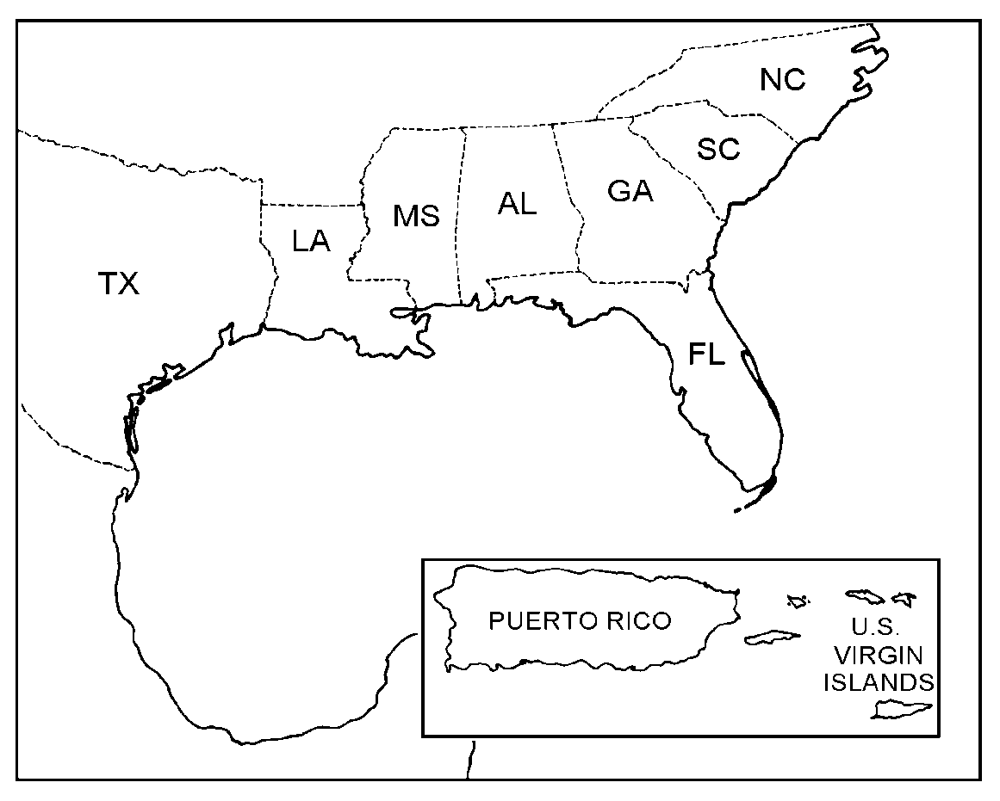 NC
SC
GA
AL
MS
LA
TX
FL
PUERTO RICO
U.S.
VIRGIN
ISLANDS